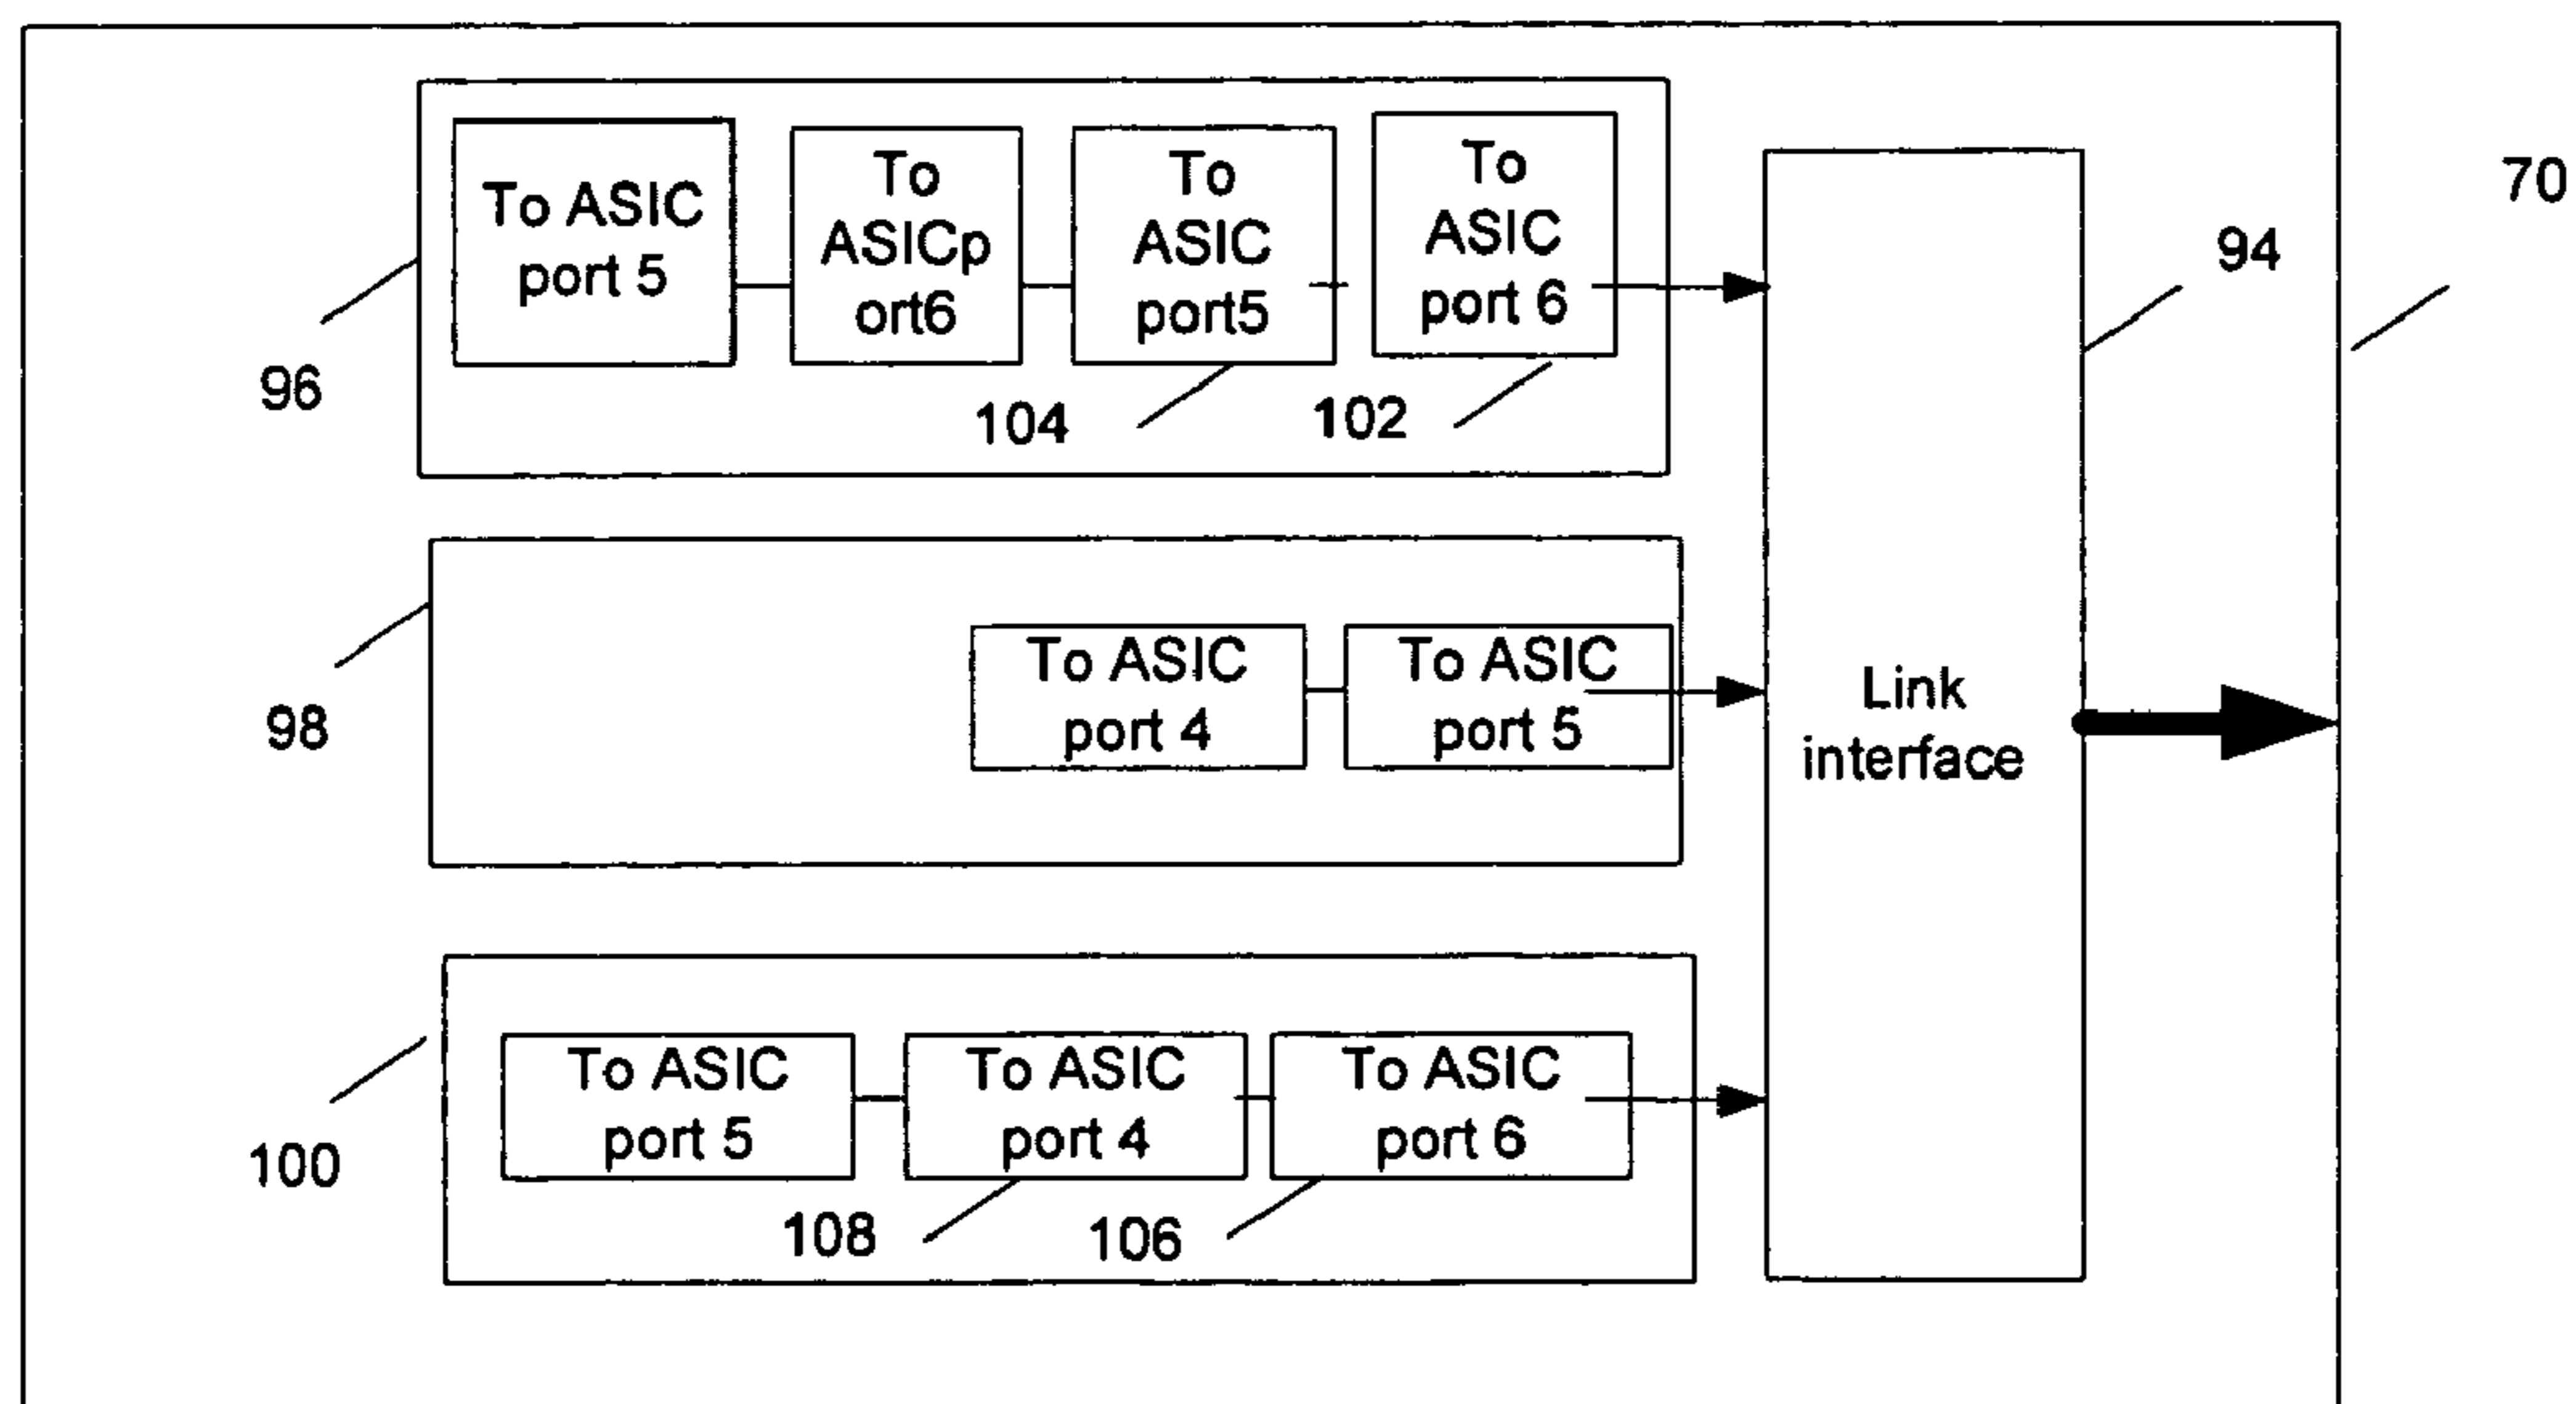 To ASIC
port 5
To
ASICp
ort6
To
ASIC
port5
To
ASIC
port 6
70
94
96
104
102
To ASIC
port 4
To ASIC
port 5
98
Link
interface
To ASIC
port 5
To ASIC
port 4
To ASIC
port 6
100
108
106